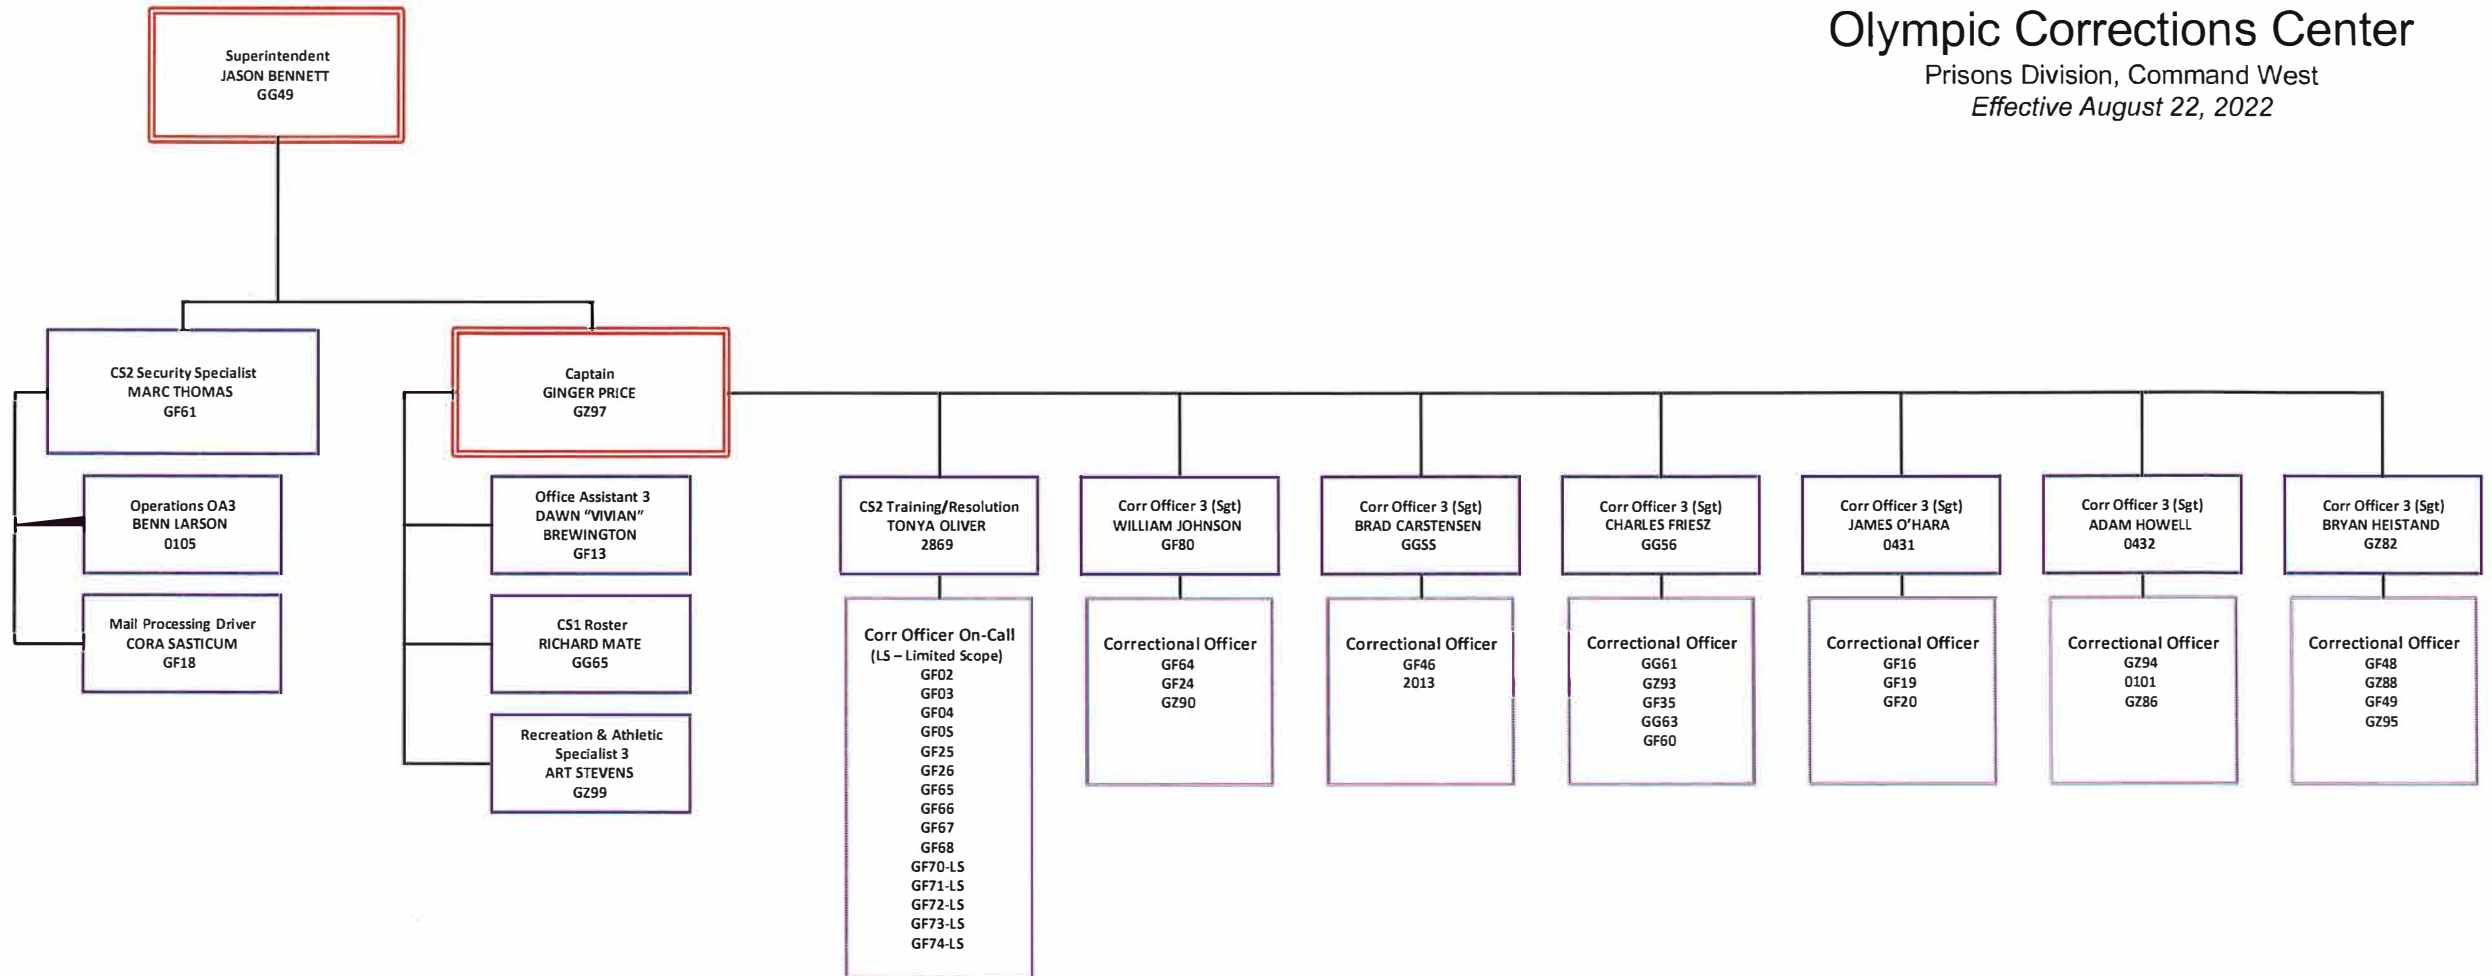 Olympic Corrections Center
Prisons Division, Command West
Effective August 22, 2022
Superintendent
JASON BENNETT
GG49
CS2 Security Specialist
MARC THOMAS
GF61
Operations OA3
BENN LARSON
0105
Mail Processing Driver
CORA SASTICUM
GF18
Captain
GINGER PRICE
GZ97
Office Assistant 3
DAWN "VIVIAN"
BREWINGTON
GF13
CS1 Roster
RICHARD MATE
GG65
Recreation & Athletic
Specialist 3
ART STEVENS
GZ99
CS2 Training/Resolution
TONYA OLIVER
2869
Corr Officer On-Call
(LS – Limited Scope)
GF02
GF03
GF04
GF0S
GF25
GF26
GF65
GF66
GF67
GF68
GF70-LS
GF71-LS
GF72-LS
GF73-LS
GF74-LS
Corr Officer 3 (Sgt)
WILLIAM JOHNSON
GF80
Correctional Officer
GF64
GF24
GZ90
Corr Officer 3 (Sgt)
BRAD CARSTENSEN
GGSS
Correctional Officer
GF46
2013
Corr Officer 3 (Sgt)
CHARLES FRIESZ
GG56
Correctional Officer
GG61
GZ93
GF35
GG63
GF60
Corr Officer 3 (Sgt)
JAMES O'HARA
0431
Correctional Officer
GF16
GF19
GF20
Corr Officer 3 (Sgt)
ADAM HOWELL
0432
Correctional Officer
GZ94
0101
GZ86
Corr Officer 3 (Sgt)
BRYAN HEISTAND
GZ82
Correctional Officer
GF48
GZ88
GF49
GZ95